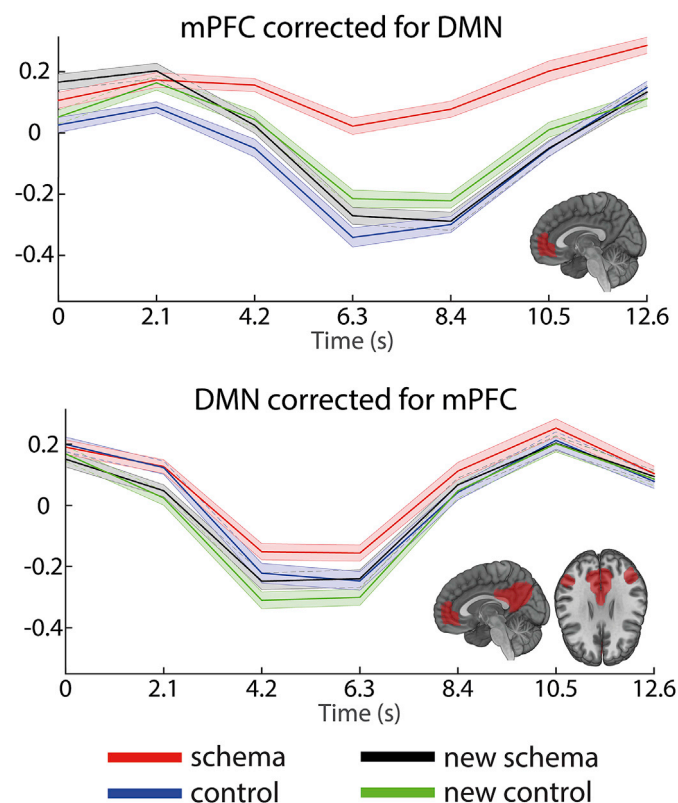 mPFC corrected for DMN
0.2
0
-0.2
-0.4
0 2.1 4.2 6.3 8.4 10.5 12.6
Time (s)
DMN corrected for mPFC
0.2
0
-0.2
-0.4
0 2.1 4.2 6.3 8.4 10.5 12.6
Time (s)
schema new schema
control new control